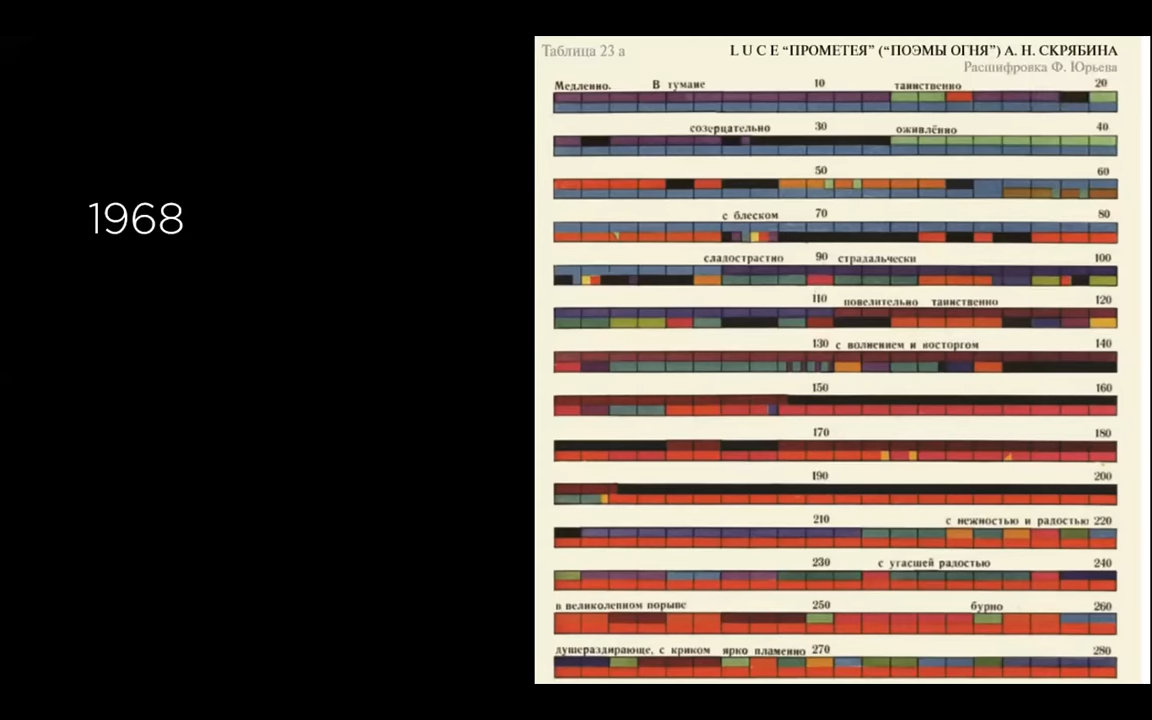 1968
Таблица 23 а
LUCE “ПРОМЕТЕЯ” (“ПОЭМЫ ОГНЯ”) А. Н. СКРЯБИНА
Расшифровка Ф. Юрьева
Медленно. В тумане 10 таинственно 20
созерцательно 30 оживлённо 40
50 60
с блеском 70 80
сладострастно 90 страдальчески 100
110 повелительно таинственно 120
130 с волнением и восторгом 140
150 160
170 180
190 200
210 с нежностью и радостью 220
230 с угасшей радостью 240
в великолепном порыве 250 бурно 260
душераздирающе, с криком ярко пламенно 270 280